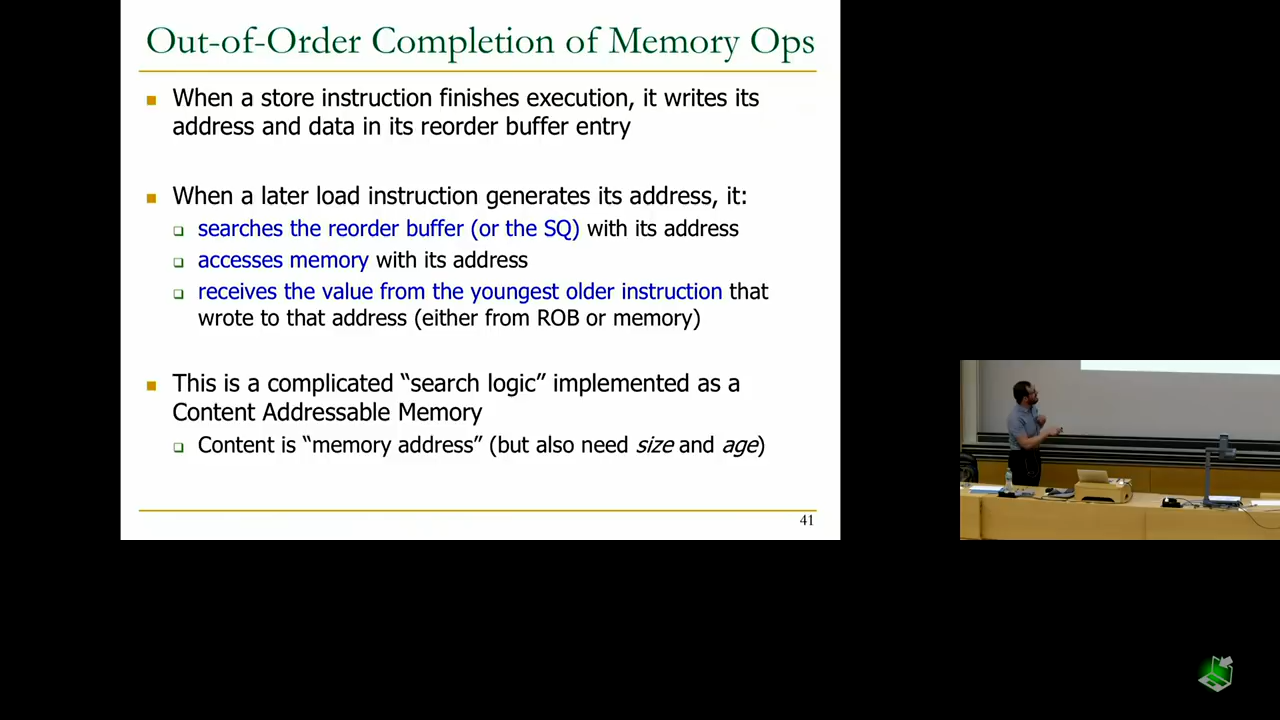 Out-of-Order Completion of Memory Ops
When a store instruction finishes execution, it writes its
address and data in its reorder buffer entry
When a later load instruction generates its address, it:
searches the reorder buffer (or the SQ) with its address
accesses memory with its address
receives the value from the youngest older instruction that
wrote to that address (either from ROB or memory)
This is a complicated “search logic” implemented as a
Content Addressable Memory
Content is “memory address” (but also need size and age)
41